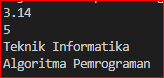 3.14
5
Teknik Informatika
Algoritma Pemrograman